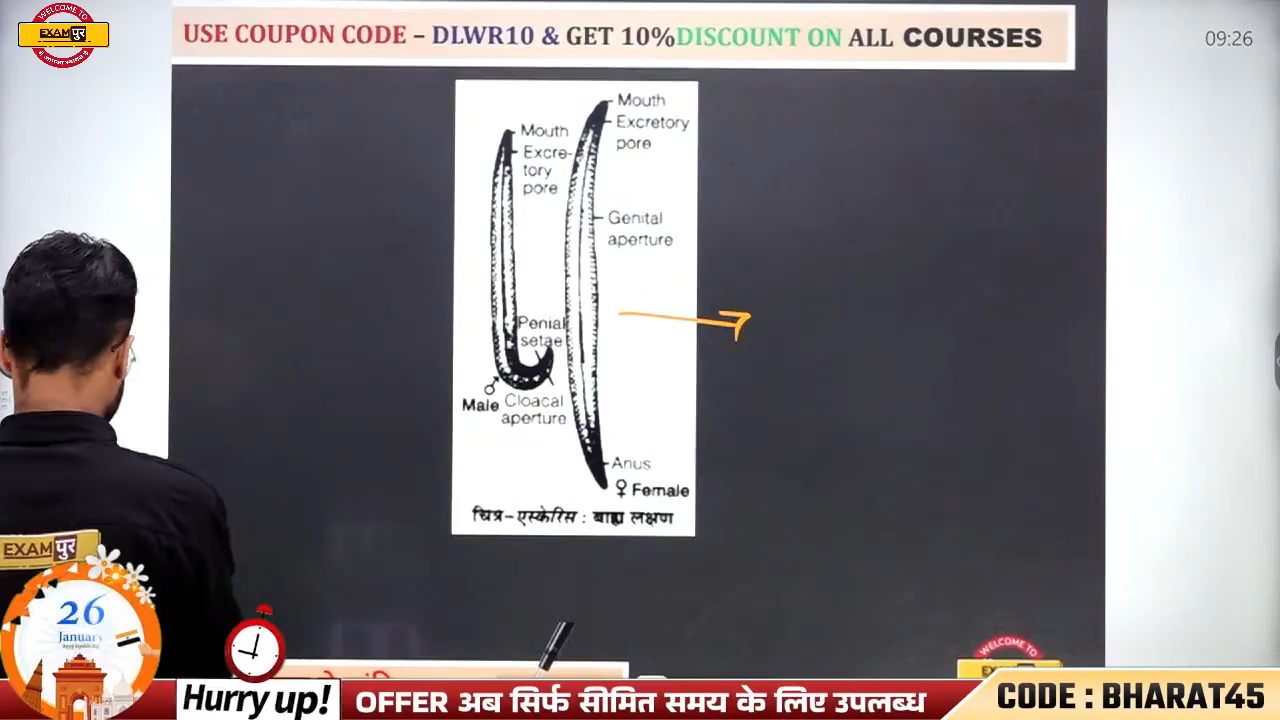 WELCOME TO
EXAMपुर
USE COUPON CODE – DLWR10 & GET 10%DISCOUNT ON ALL COURSES
09:26
Mouth
Excretory
pore
Mouth
Excre-
tory
pore
Genital
aperture
Penial
setae
♂
Male
Cloacal
aperture
Anus
♀ Female
चित्र-एस्केरिस : बाह्य लक्षण
EXAMपुर
26
January
WELCOME TO
Hurry up!
OFFER अब सिर्फ सीमित समय के लिए उपलब्ध
CODE : BHARAT45